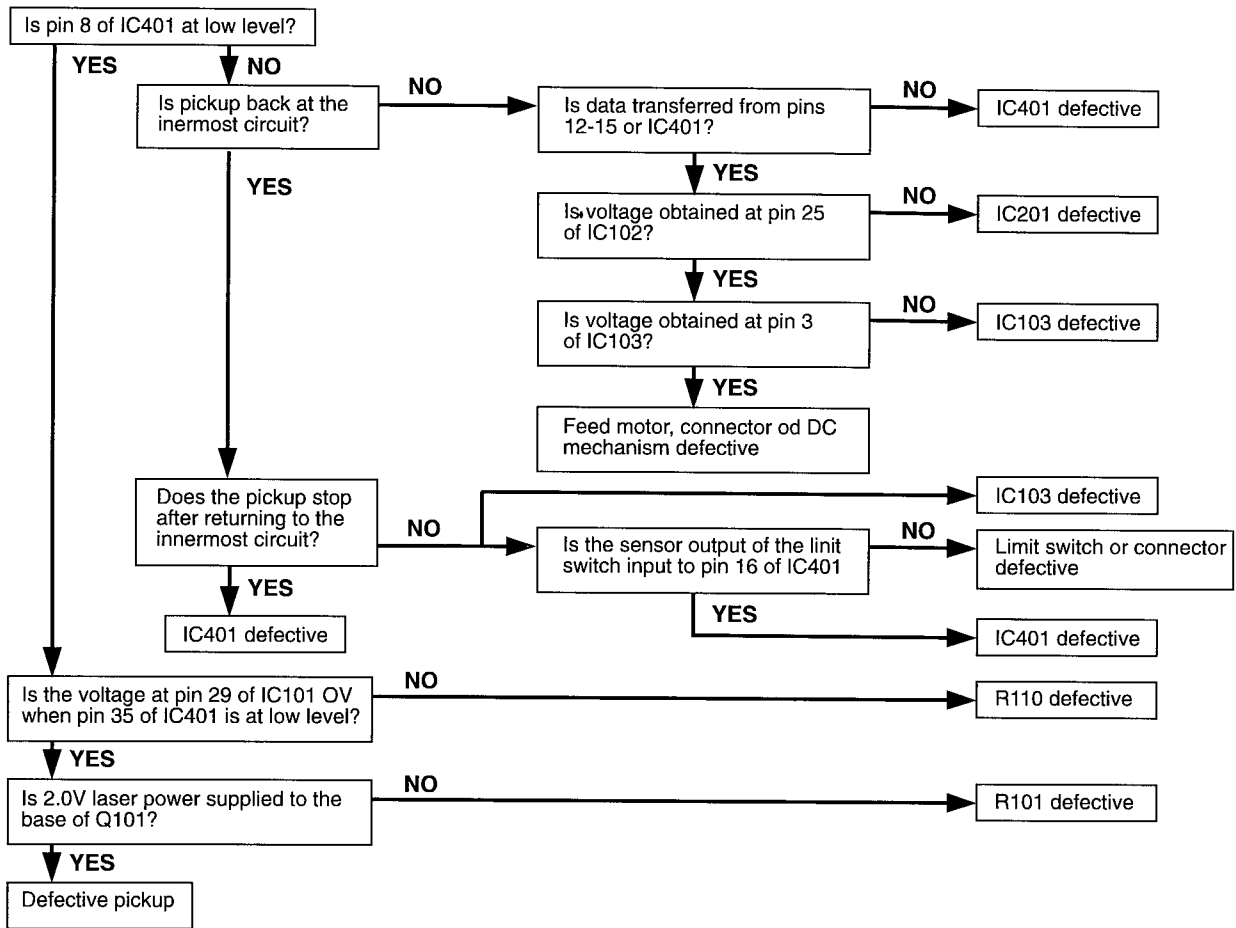 Is pin 8 of IC401 at low level?
YES
NO
Is pickup back at the
inermost circuit?
NO
Is data transferred from pins
12-15 or IC401?
NO
IC401 defective
YES
YES
Is voltage obtained at pin 25
of IC102?
NO
IC201 defective
YES
Is voltage obtained at pin 3
of IC103?
NO
IC103 defective
YES
Feed motor, connector od DC
mechanism defective
Does the pickup stop
after returning to the
innermost circuit?
NO
IC103 defective
Is the sensor output of the linit
switch input to pin 16 of IC401
NO
Limit switch or connector
defective
YES
YES
IC401 defective
IC401 defective
Is the voltage at pin 29 of IC101 OV
when pin 35 of IC401 is at low level?
NO
R110 defective
YES
Is 2.0V laser power supplied to the
base of Q101?
NO
R101 defective
YES
Defective pickup